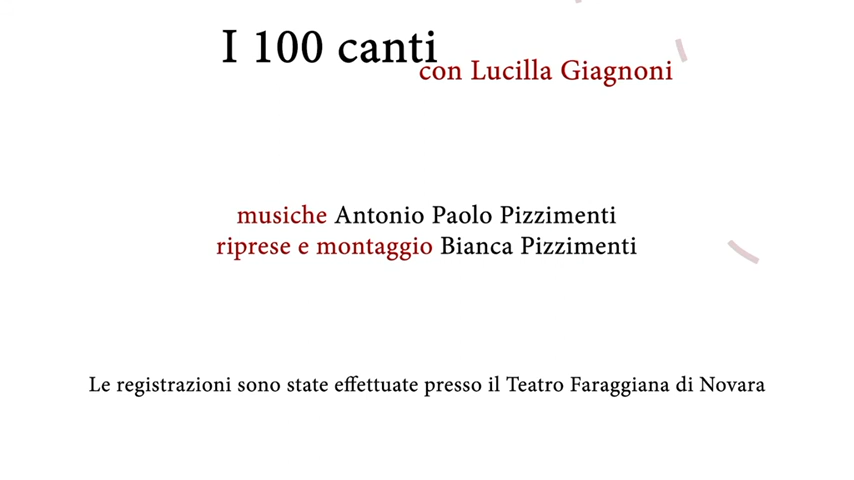 I 100 canti
con Lucilla Giagnoni
musiche Antonio Paolo Pizzimenti
riprese e montaggio Bianca Pizzimenti
Le registrazioni sono state effettuate presso il Teatro Faraggiana di Novara